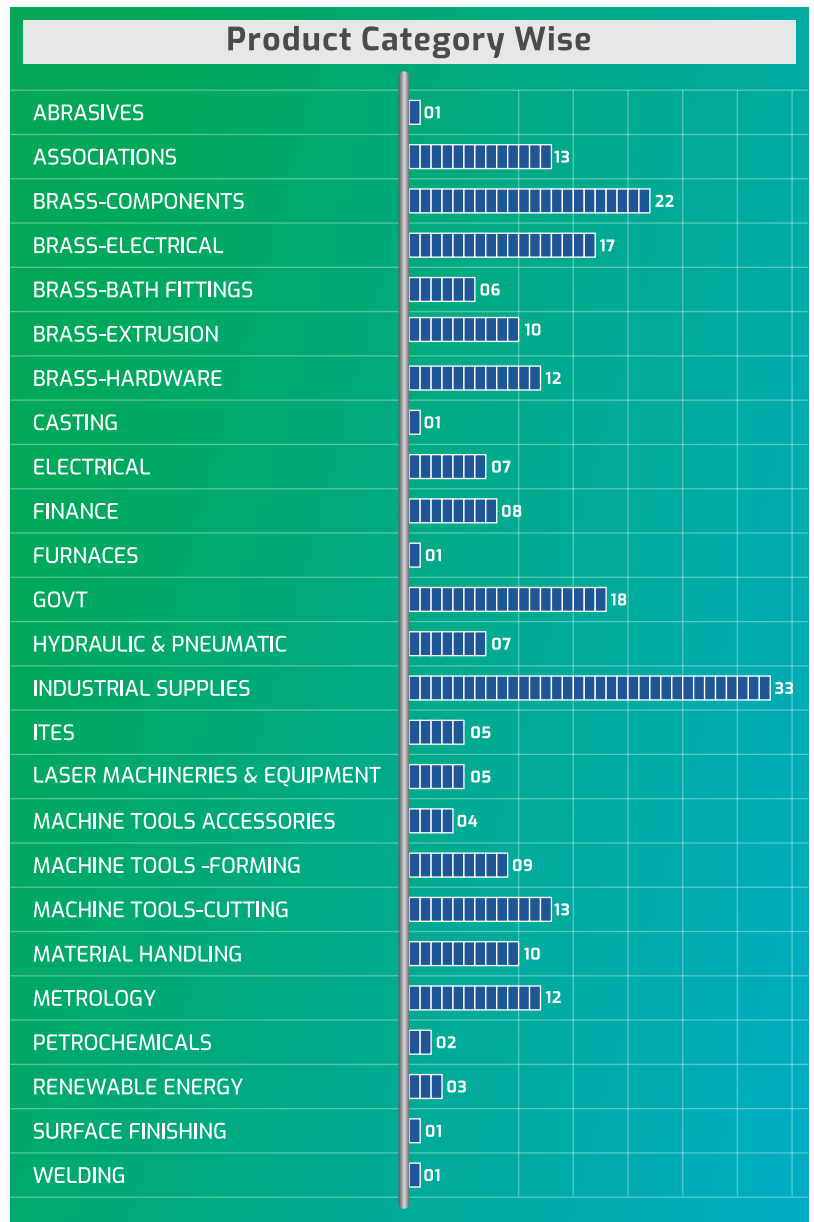 Product Category Wise
ABRASIVES 01
ASSOCIATIONS 13
BRASS-COMPONENTS 22
BRASS-ELECTRICAL 17
BRASS-BATH FITTINGS 06
BRASS-EXTRUSION 10
BRASS-HARDWARE 12
CASTING 01
ELECTRICAL 07
FINANCE 08
FURNACES 01
GOVT 18
HYDRAULIC & PNEUMATIC 07
INDUSTRIAL SUPPLIES 33
ITES 05
LASER MACHINERIES & EQUIPMENT 05
MACHINE TOOLS ACCESSORIES 04
MACHINE TOOLS -FORMING 09
MACHINE TOOLS-CUTTING 13
MATERIAL HANDLING 10
METROLOGY 12
PETROCHEMICALS 02
RENEWABLE ENERGY 03
SURFACE FINISHING 01
WELDING 01